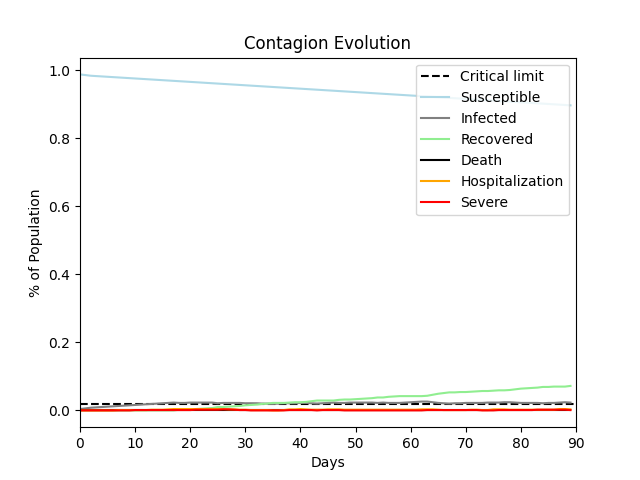 Contagion Evolution
% of Population
1.0
0.8
0.6
0.4
0.2
0.0
Critical limit
Susceptible
Infected
Recovered
Death
Hospitalization
Severe
0 10 20 30 40 50 60 70 80 90
Days